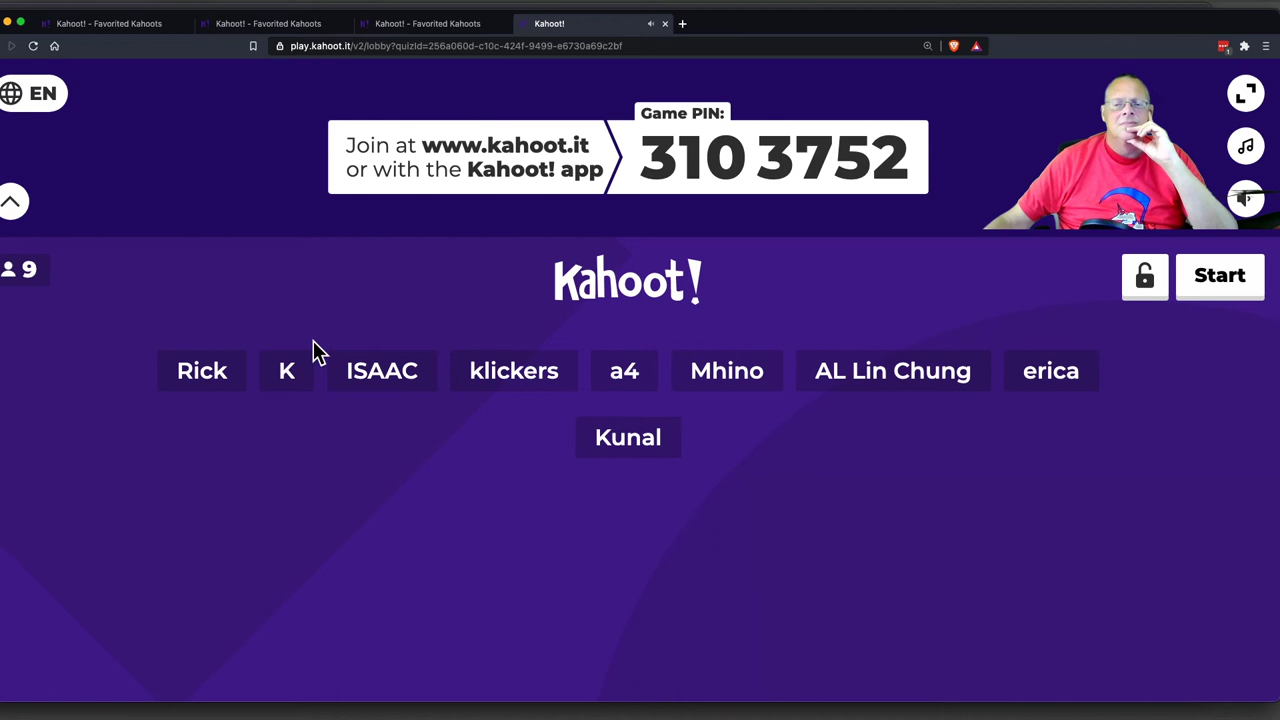 Kahoot! - Favorited Kahoots
Kahoot! - Favorited Kahoots
Kahoot! - Favorited Kahoots
Kahoot!
play.kahoot.it/v2/lobby?quizId=256a060d-c10c-424f-9499-e6730a69c2bf
EN
Join at www.kahoot.it
or with the Kahoot! app
Game PIN:
310 3752
9
Kahoot!
Start
Rick K ISAAC klickers a4 Mhino AL Lin Chung erica
Kunal